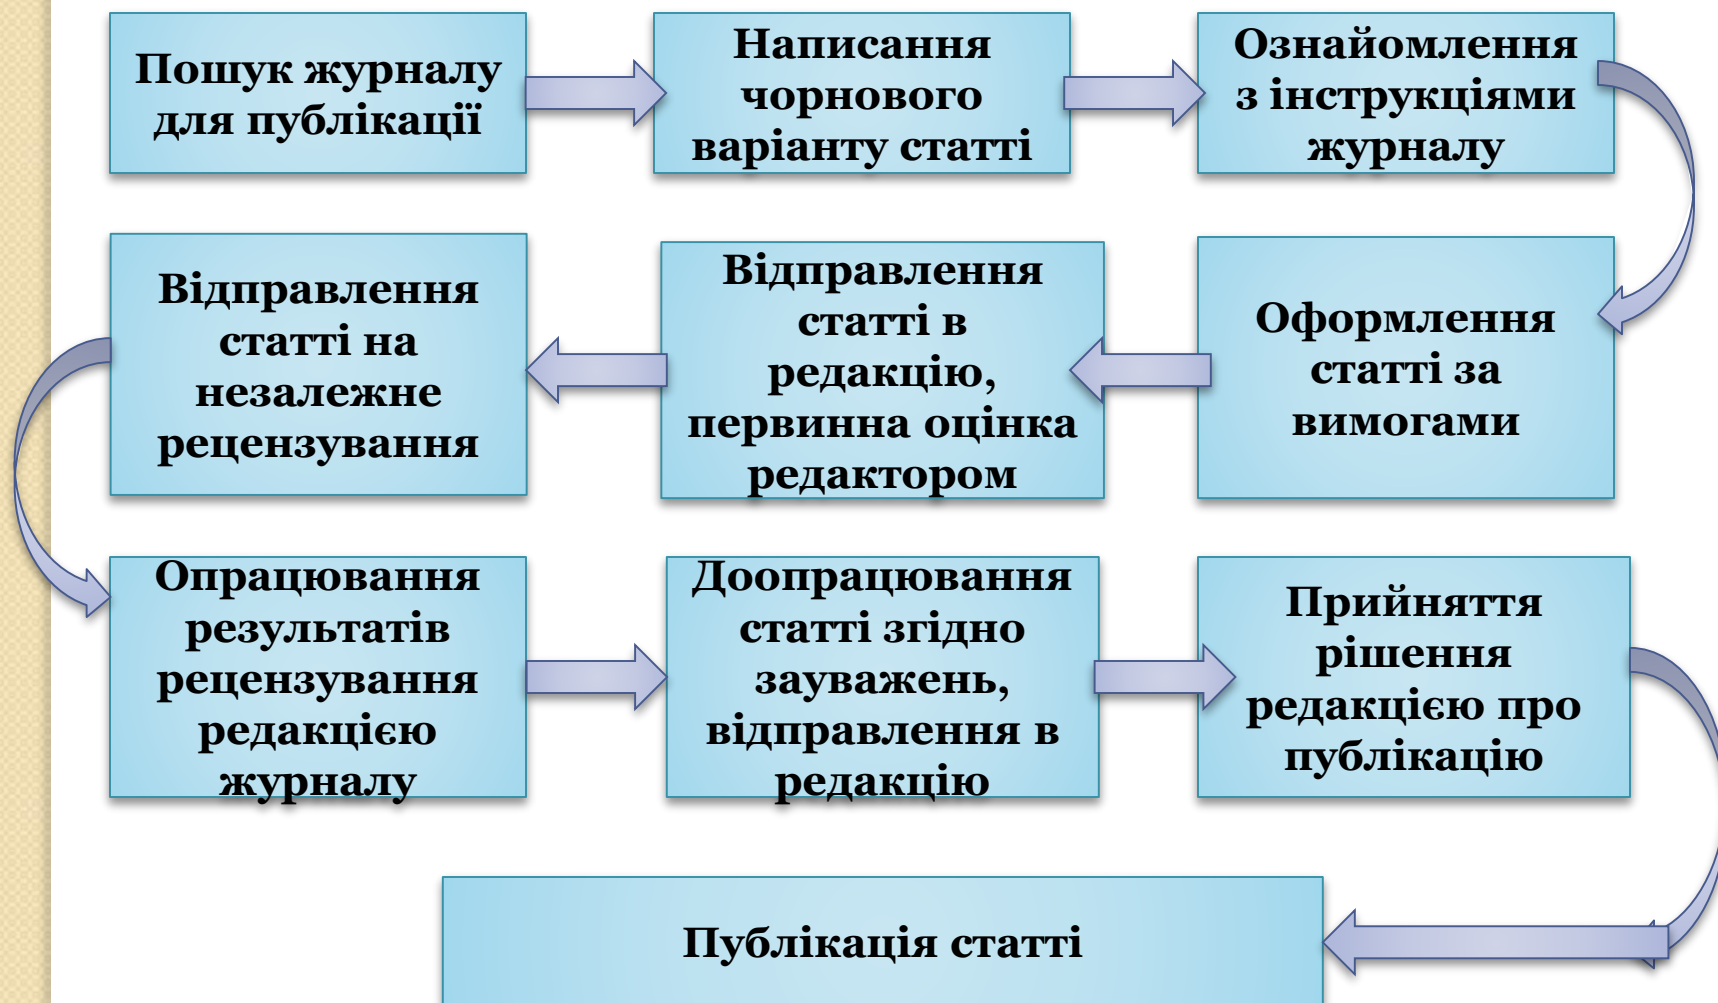 Пошук журналу
для публікації
Написання
чорнового
варіанту статті
Ознайомлення
з інструкціями
журналу
Оформлення
статті за
вимогами
Відправлення
статті в
редакцію,
первинна оцінка
редактором
Відправлення
статті на
незалежне
рецензування
Опрацювання
результатів
рецензування
редакцією
журналу
Доопрацювання
статті згідно
зауважень,
відправлення в
редакцію
Прийняття
рішення
редакцією про
публікацію
Публікація статті